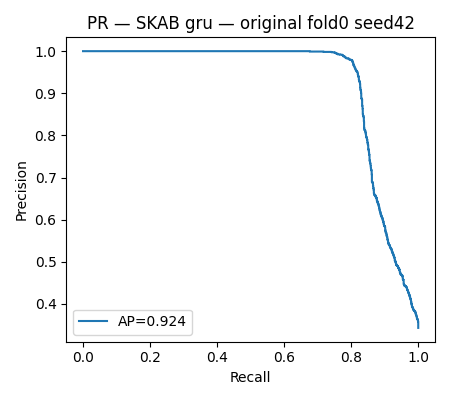 PR — SKAB gru — original fold0 seed42
1.0
0.9
0.8
0.7
0.6
0.5
0.4
Precision
AP=0.924
0.0 0.2 0.4 0.6 0.8 1.0
Recall